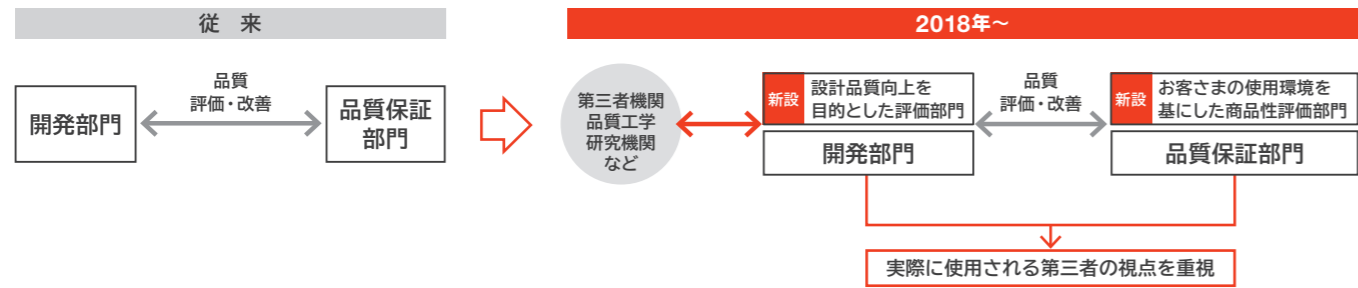 従　来
開発部門
品質
評価・改善
品質保証
部門
2018年～
第三者機関
品質工学
研究機関
など
新設
設計品質向上を
目的とした評価部門
開発部門
品質
評価・改善
新設
お客さまの使用環境を
基にした商品性評価部門
品質保証部門
実際に使用される第三者の視点を重視